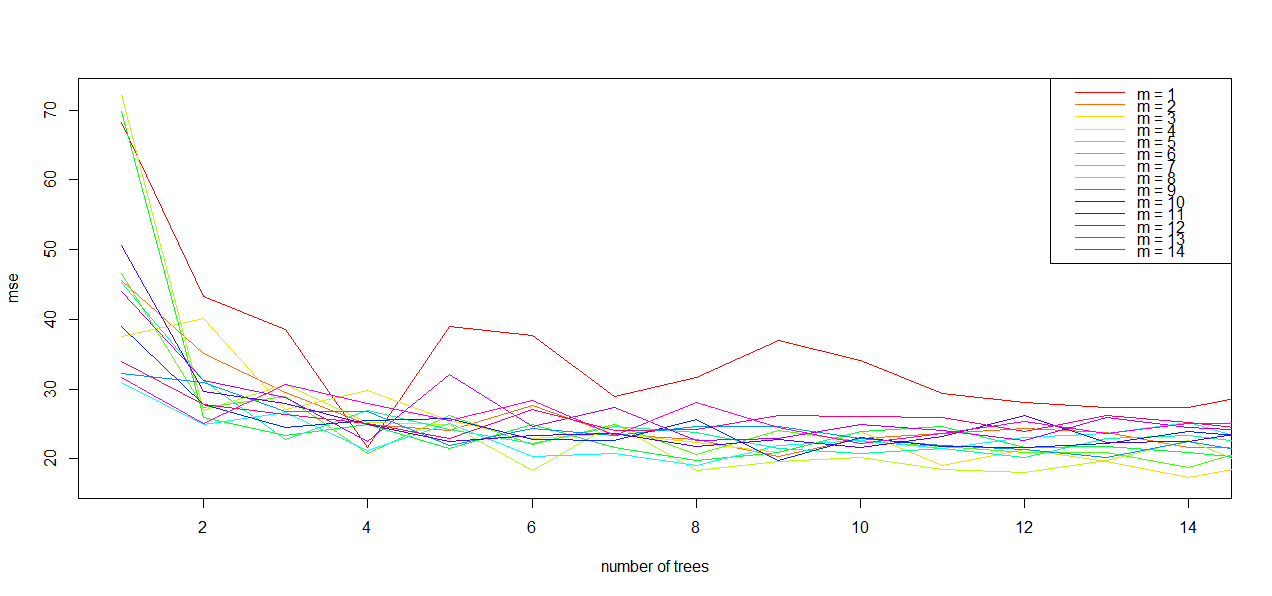 70
60
50
40
30
20
mse
m = 1
m = 2
m = 3
m = 4
m = 5
m = 6
m = 7
m = 8
m = 9
m = 10
m = 11
m = 12
m = 13
m = 14
2 4 6 8 10 12 14
number of trees